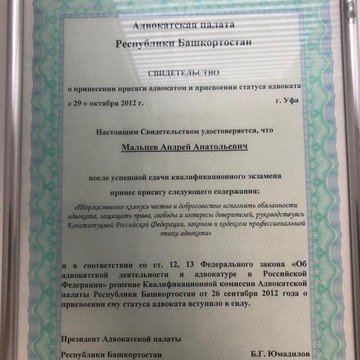 Адвокатская палата
Республики Башкортостан
СВИДЕТЕЛЬСТВО
о принесении присяги адвокатом и присвоении статуса адвоката
« 29 » октября 2012 г. г. Уфа
Настоящим Свидетельством удостоверяется, что
Мальцев Андрей Анатольевич
после успешной сдачи квалификационного экзамена
принес присягу следующего содержания:
«Торжественно клянусь честно и добросовестно исполнять обязанности
адвоката, защищать права, свободы и интересы доверителей, руководствуясь
Конституцией Российской Федерации, законом и кодексом профессиональной
этики адвоката»
и в соответствии со ст. 12, 13 Федерального закона «Об
адвокатской деятельности и адвокатуре в Российской
Федерации» решение Квалификационной комиссии Адвокатской
палаты Республики Башкортостан от 26 сентября 2012 года о
присвоении ему статуса адвоката вступило в силу.
Президент Адвокатской палаты
Республики Башкортостан Б.Г. Юмадилов